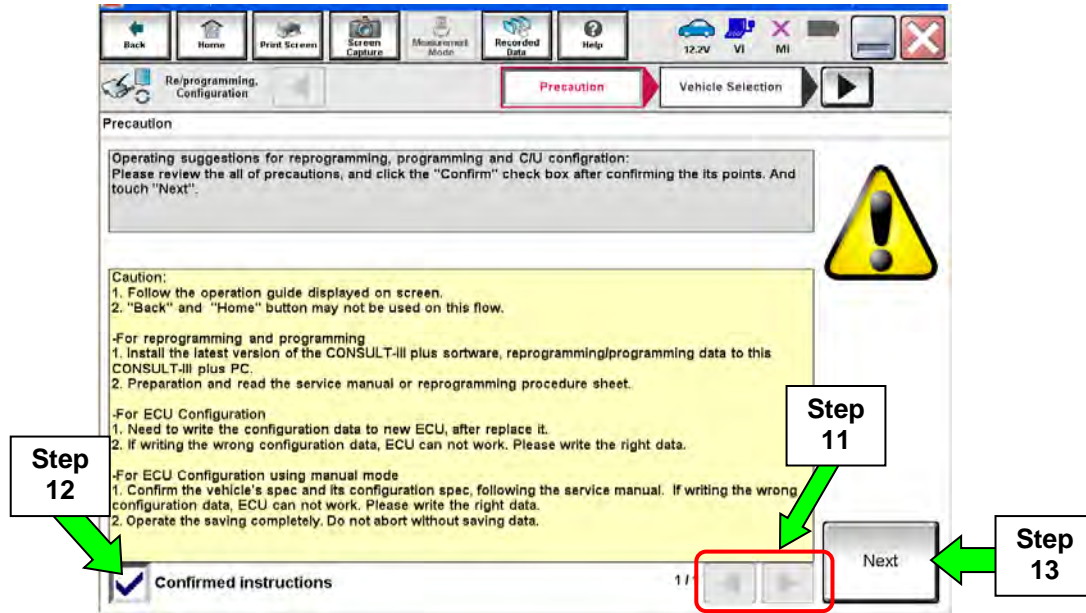 Back
Home
Print Screen
Screen Capture
Measurement Mode
Recorded Data
Help
12.2V
VI
MI
Re/programming, Configuration
Precaution
Vehicle Selection
Precaution
Operating suggestions for reprogramming, programming and C/U configration:
Please review the all of precautions, and click the "Confirm" check box after confirming the its points. And
touch "Next".
Caution:
1. Follow the operation guide displayed on screen.
2. "Back" and "Home" button may not be used on this flow.
-For reprogramming and programming
1. Install the latest version of the CONSULT-III plus sortware, reprogramming/programming data to this
CONSULT-III plus PC.
2. Preparation and read the service manual or reprogramming procedure sheet.
-For ECU Configuration
1. Need to write the configuration data to new ECU, after replace it.
2. If writing the wrong configuration data, ECU can not work. Please write the right data.
-For ECU Configuration using manual mode
1. Confirm the vehicle's spec and its configuration spec, following the service manual. If writing the wrong
configuration data, ECU can not work. Please write the right data.
2. Operate the saving completely. Do not abort without saving data.
Step
11
Step
12
Confirmed instructions
1/
Next
Step
13